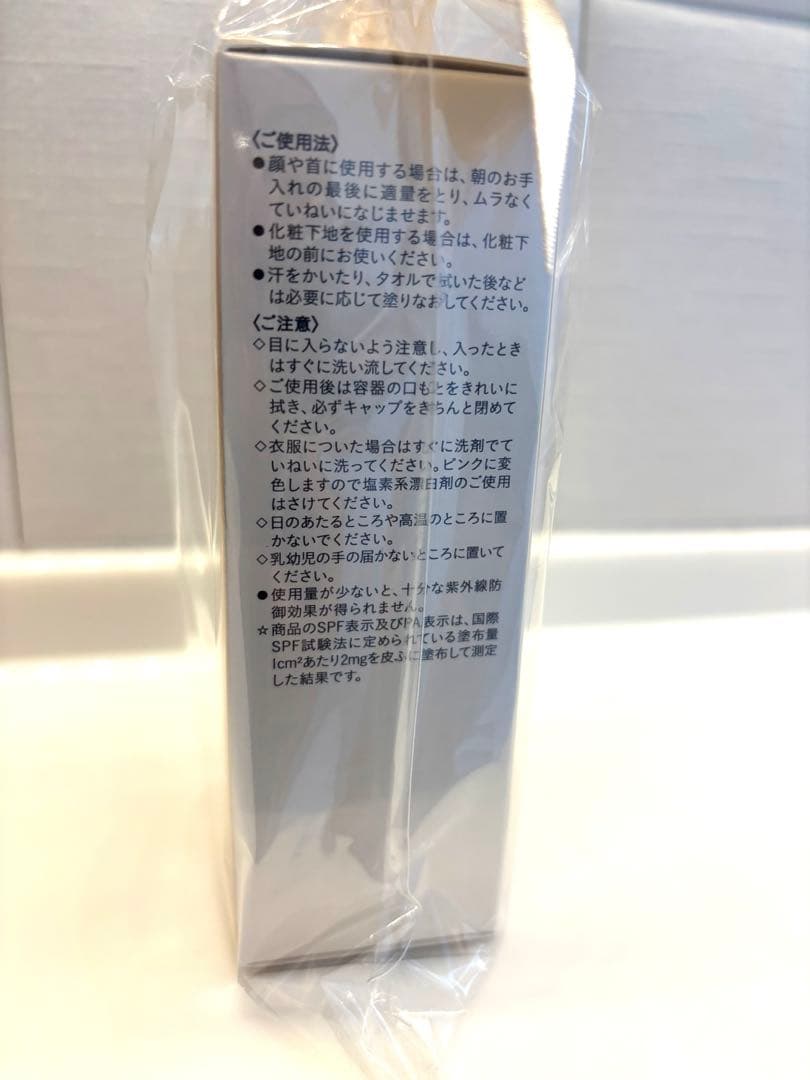 〈ご使用法〉
●顔や首に使用する場合は、朝のお手
入れの最後に適量をとり、ムラなく
ていねいになじませます。
●化粧下地を使用する場合は、化粧下
地の前にお使いください。
●汗をかいたり、タオルで拭いた後など
は必要に応じて塗りなおしてください。
〈ご注意〉
◇目に入らないよう注意し、入ったとき
はすぐに洗い流してください。
◇ご使用後は容器の口もとをきれいに
拭き、必ずキャップをきちんと閉めて
ください。
◇衣服についた場合はすぐに洗剤でて
いねいに洗ってください。ピンクに変
色しますので塩素系漂白剤のご使用
はさけてください。
◇日のあたるところや高温のところに置
かないでください。
◇乳幼児の手の届かないところに置いて
ください。
●使用量が少ないと、十分な紫外線防
御効果が得られません。
☆商品のSPF表示及びPA表示は、国際
SPF試験法に定められている塗布量
1cm²あたり2mgを皮ふに塗布して測定
した結果です。